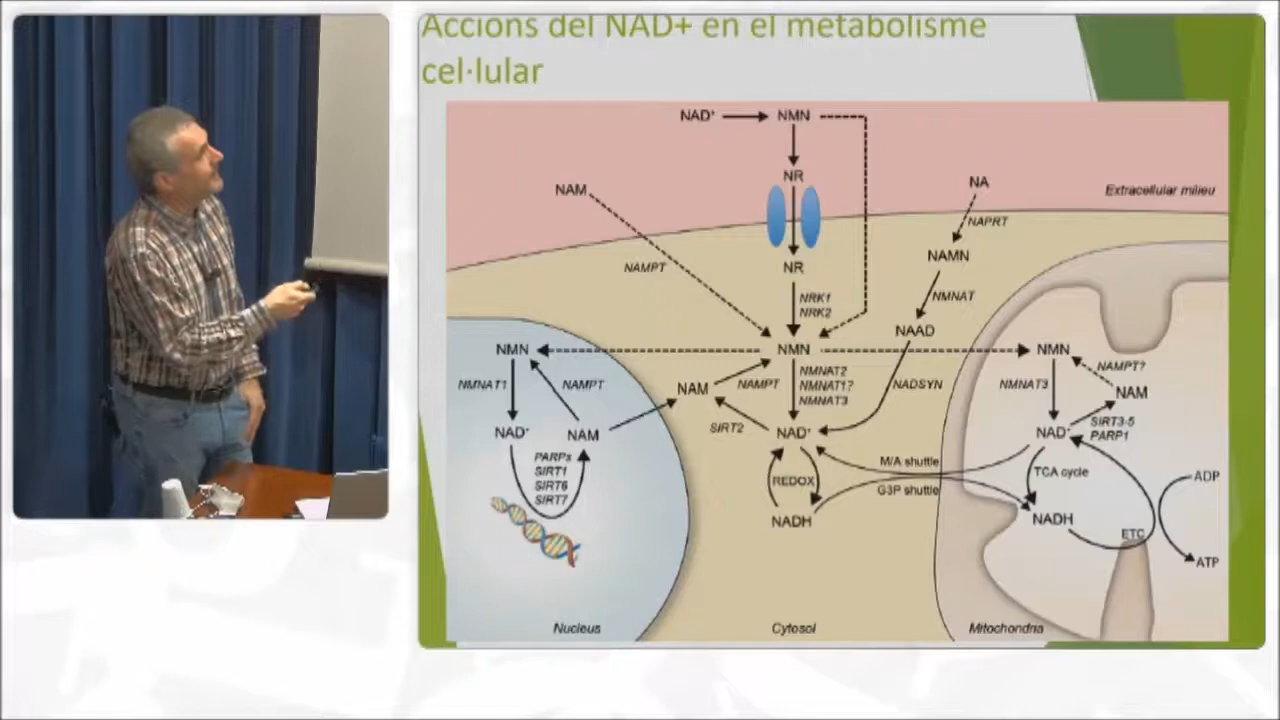 Accions del NAD+ en el metabolisme
cel·lular
NAD⁺
NMN
NR
NAM
NA
Extracellular milieu
NAPRT
NAMPT
NR
NAMN
NRK1
NRK2
NMNAT
NAAD
NMN
NMN
NMN
NMNAT1
NAMPT
NAM
NAMPT
NMNAT2
NMNAT1?
NMNAT3
NADSYN
NMNAT3
NAMPT?
NAM
NAD⁺
NAM
SIRT2
NAD⁺
NAD⁺
SIRT3-5
PARP1
PARPs
SIRT1
SIRT6
SIRT7
REDOX
M/A shuttle
G3P shuttle
TCA cycle
ADP
NADH
NADH
ETC
ATP
Nucleus
Cytosol
Mitochondria